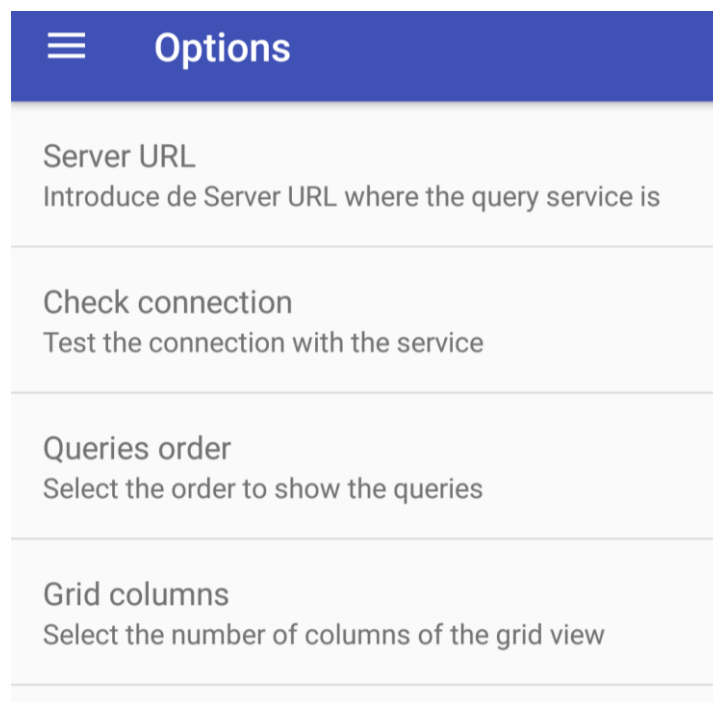 Options
Server URL
Introduce de Server URL where the query service is
Check connection
Test the connection with the service
Queries order
Select the order to show the queries
Grid columns
Select the number of columns of the grid view